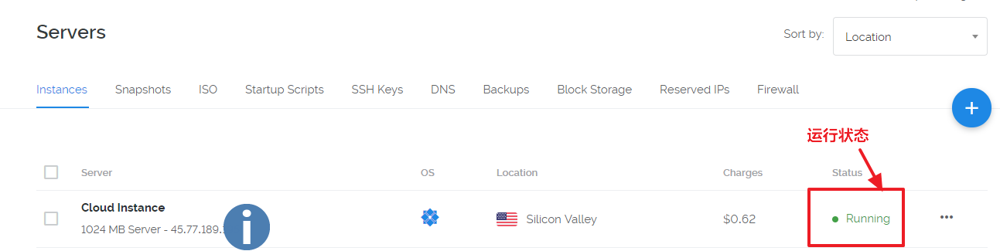 Servers
Sort by:
Location
Instances
Snapshots
ISO
Startup Scripts
SSH Keys
DNS
Backups
Block Storage
Reserved IPs
Firewall
+
运行状态
Server
OS
Location
Charges
Status
Cloud Instance
1024 MB Server - 45.77.189.
i
Silicon Valley
$0.62
Running
•••